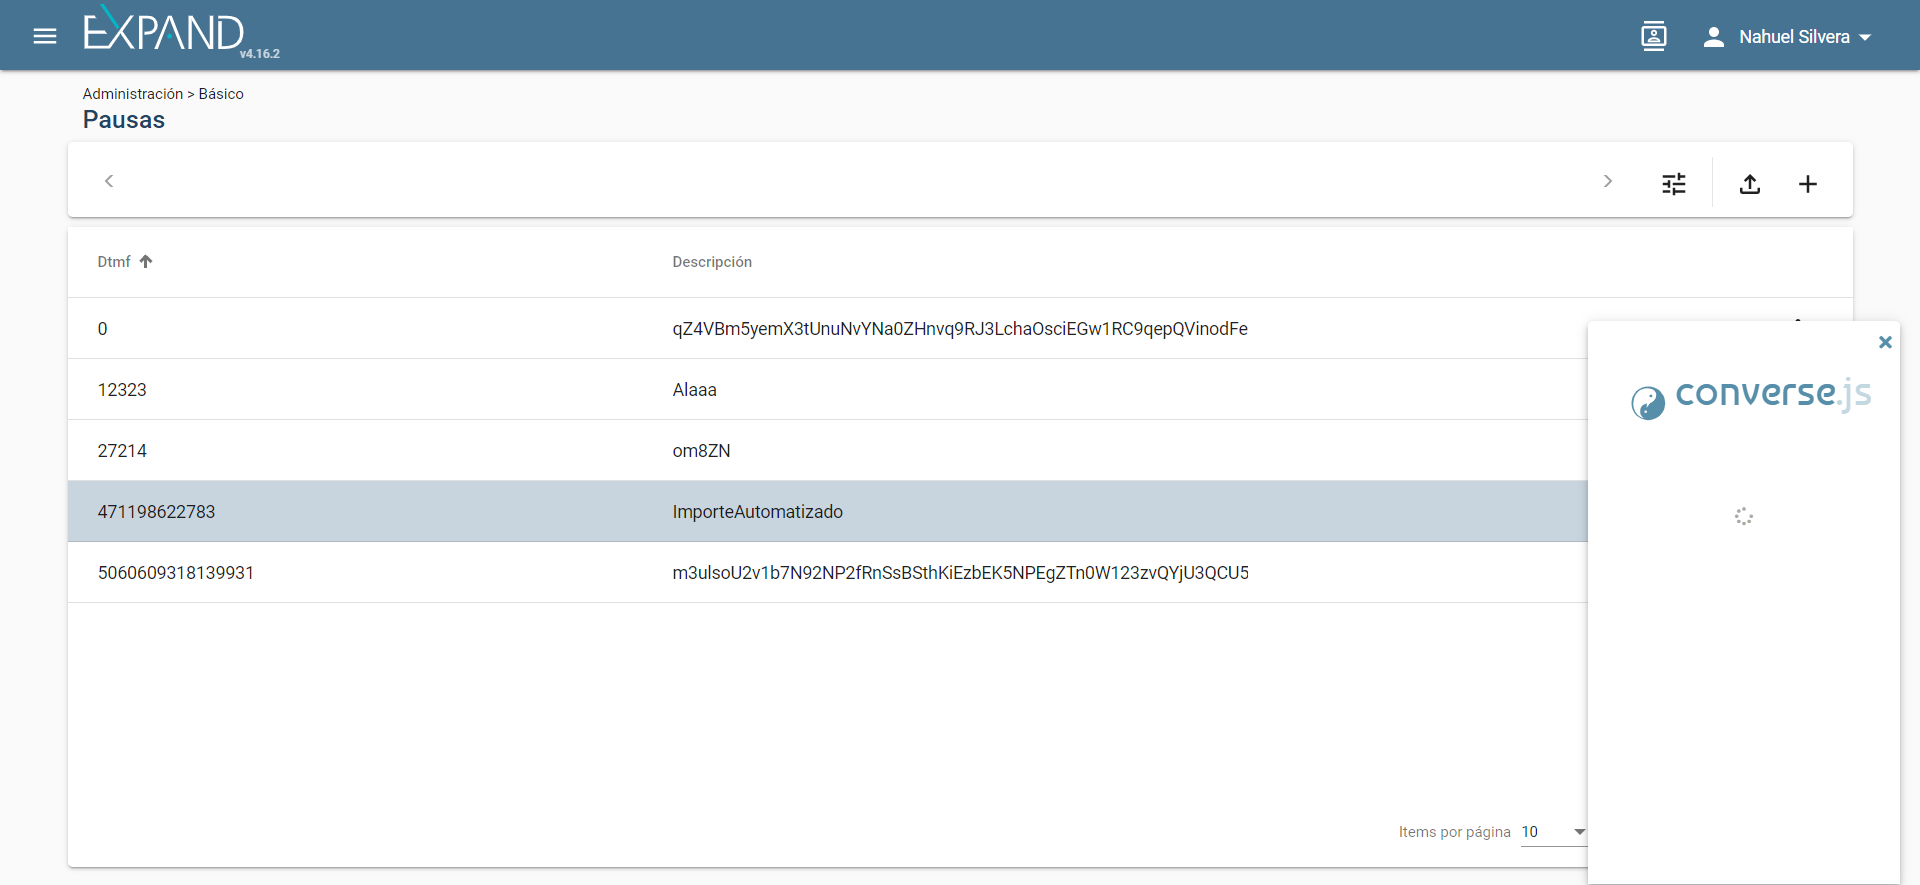 EXPAND
v4.16.2
Nahuel Silvera
Administración > Básico
Pausas
Dtmf
Descripción
0
qZ4VBm5yemX3tUnuNvYNa0ZHnvq9RJ3LchaOsciEGw1RC9qepQVinodFe
12323
Alaaa
27214
om8ZN
471198622783
ImporteAutomatizado
5060609318139931
m3ulsoU2v1b7N92NP2fRnSsBSthKiEzbEK5NPEgZTn0W123zvQYjU3QCU5
converse.js
Items por página 10